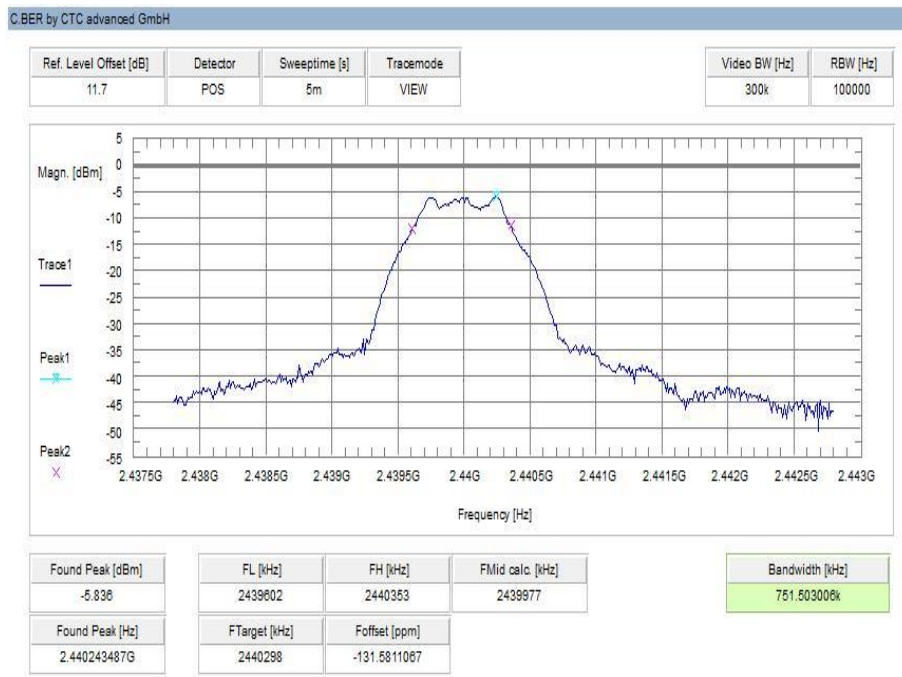 C.BER by CTC advanced GmbH
Ref. Level Offset [dB] Detector Sweeptime [s] Tracemode Video BW [Hz] RBW [Hz]
11.7 POS 5m VIEW 300k 100000
Magn. [dBm]
5
0
-5
-10
-15
-20
-25
-30
-35
-40
-45
-50
-55
Trace1
Peak1
Peak2
2.4375G 2.438G 2.4385G 2.439G 2.4395G 2.44G 2.4405G 2.441G 2.4415G 2.442G 2.4425G 2.443G
Frequency [Hz]
Found Peak [dBm] FL [kHz] FH [kHz] FMid calc. [kHz] Bandwidth [kHz]
-5.836 2439602 2440353 2439977 751.503006k
Found Peak [Hz] FTarget [kHz] Foffset [ppm]
2.440243487G 2440298 -131.5811067